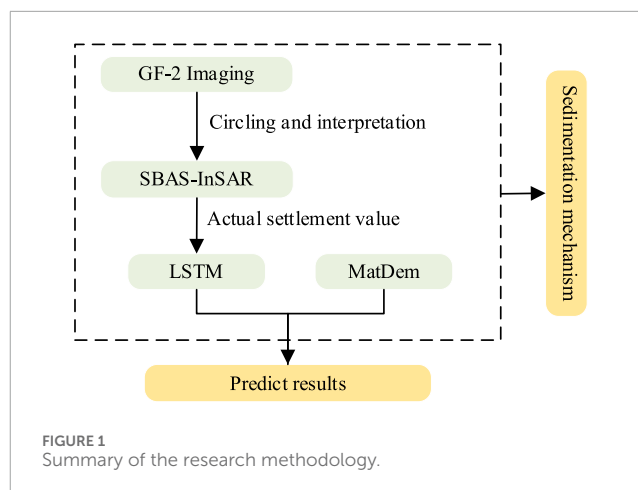 GF-2 Imaging
Circling and interpretation
SBAS-InSAR
Actual settlement value
LSTM
MatDem
Predict results
Sedimentation mechanism
FIGURE 1
Summary of the research methodology.